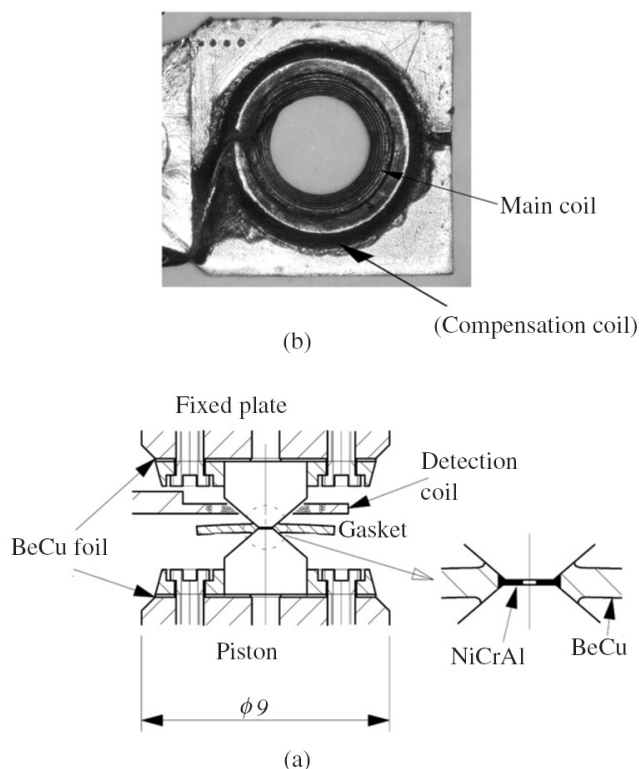 Main coil
(Compensation coil)
(b)
Fixed plate
Detection
coil
Gasket
BeCu foil
NiCrAl
BeCu
Piston
ϕ9
(a)